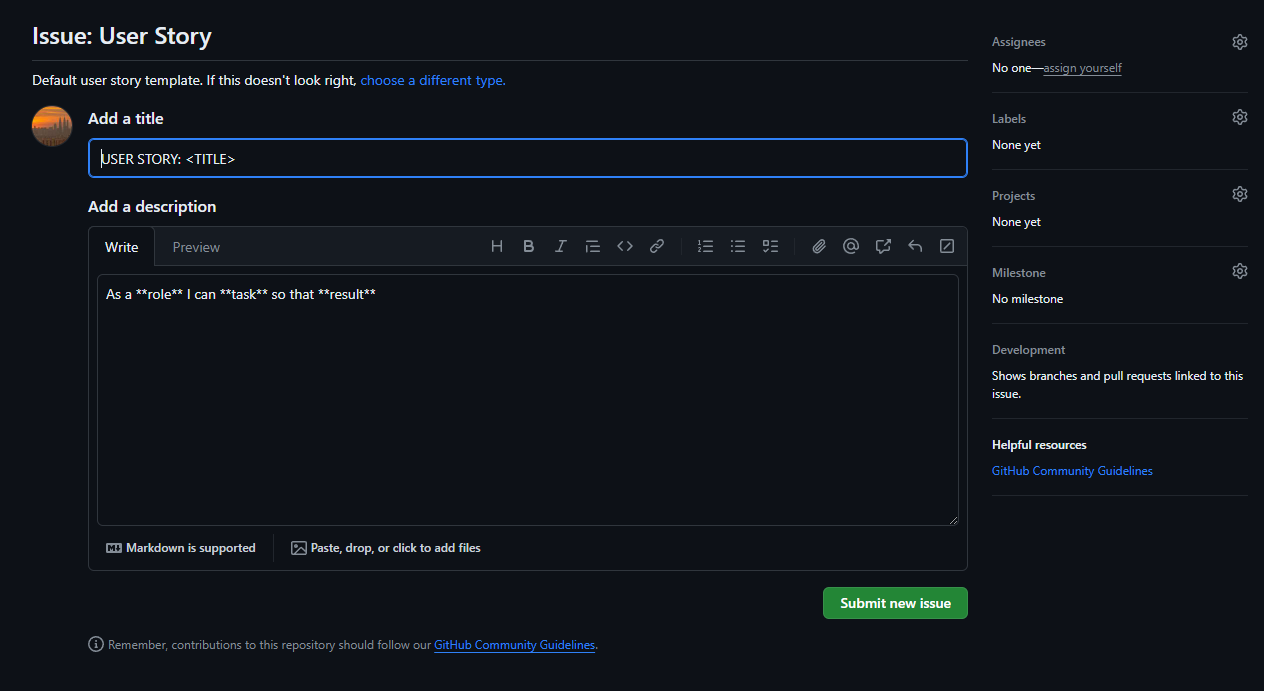 Issue: User Story
Default user story template. If this doesn't look right, choose a different type.
Add a title
USER STORY: <TITLE>
Add a description
Write
Preview
As a **role** I can **task** so that **result**
Markdown is supported
Paste, drop, or click to add files
Submit new issue
Remember, contributions to this repository should follow our GitHub Community Guidelines.
Assignees
No one—assign yourself
Labels
None yet
Projects
None yet
Milestone
No milestone
Development
Shows branches and pull requests linked to this
issue.
Helpful resources
GitHub Community Guidelines